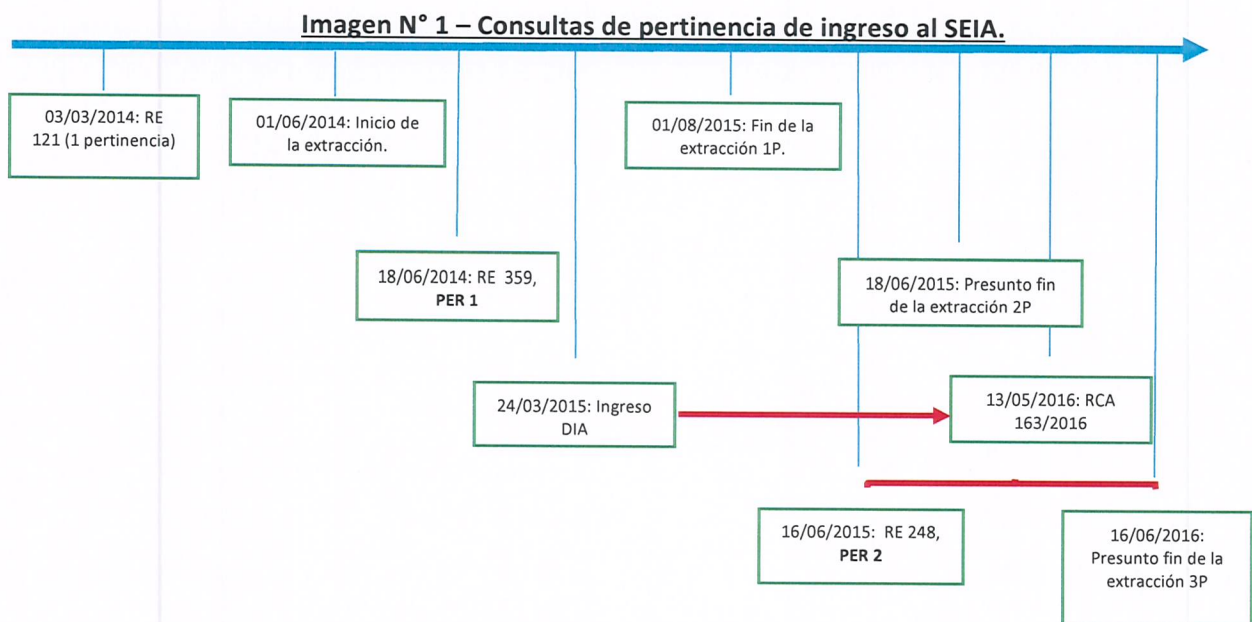 Imagen N° 1 – Consultas de pertinencia de ingreso al SEIA.
03/03/2014: RE
121 (1 pertinencia)
01/06/2014: Inicio de
la extracción.
01/08/2015: Fin de la
extracción 1P.
18/06/2014: RE 359,
PER 1
18/06/2015: Presunto fin
de la extracción 2P
24/03/2015: Ingreso
DIA
13/05/2016: RCA
163/2016
16/06/2015: RE 248,
PER 2
16/06/2016:
Presunto fin de la
extracción 3P